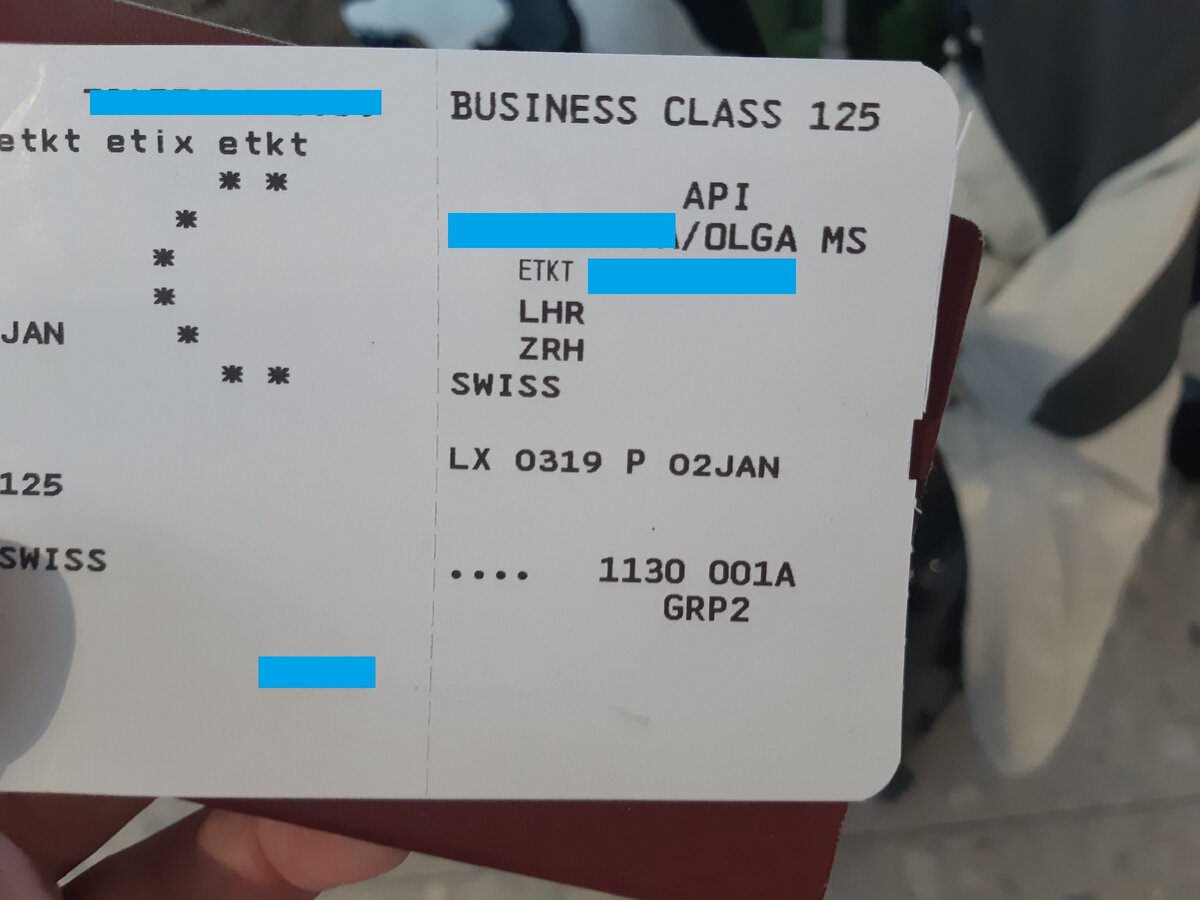 etkt etix etkt
* *
*
*
*
JAN *
* *
125
SWISS
BUSINESS CLASS 125
API
/OLGA MS
ETKT
LHR
ZRH
SWISS
LX 0319 P 02JAN
.... 1130 001A
GRP2